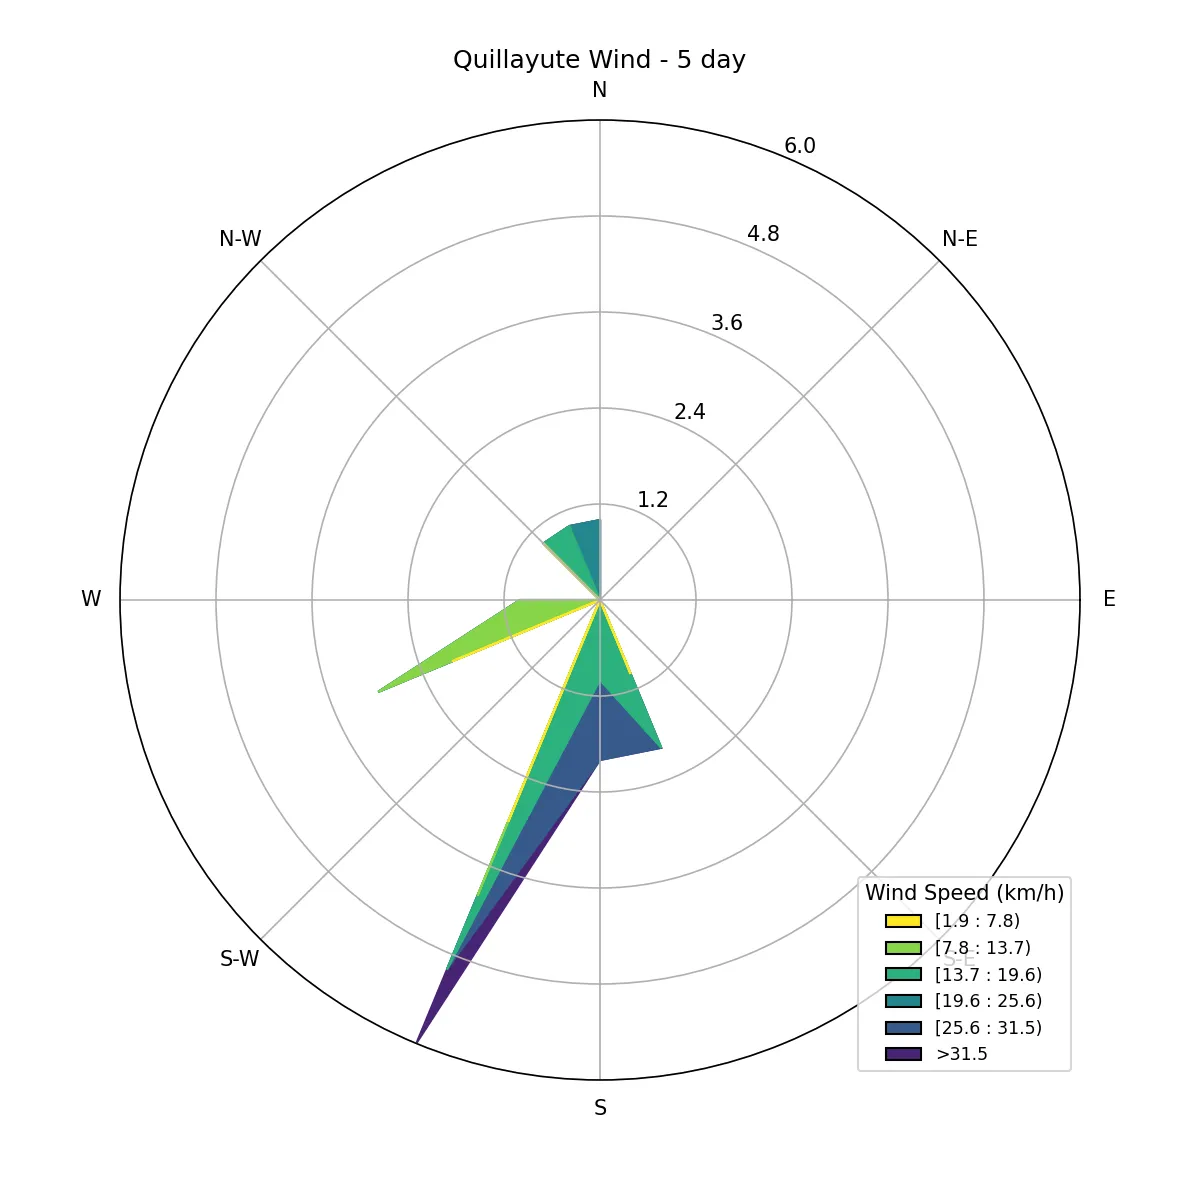 Quillayute Wind - 5 day
N
6.0
4.8
N-W
N-E
3.6
2.4
1.2
W
E
S-W
S-E
S
Wind Speed (km/h)
[1.9 : 7.8)
[7.8 : 13.7)
[13.7 : 19.6)
[19.6 : 25.6)
[25.6 : 31.5)
>31.5